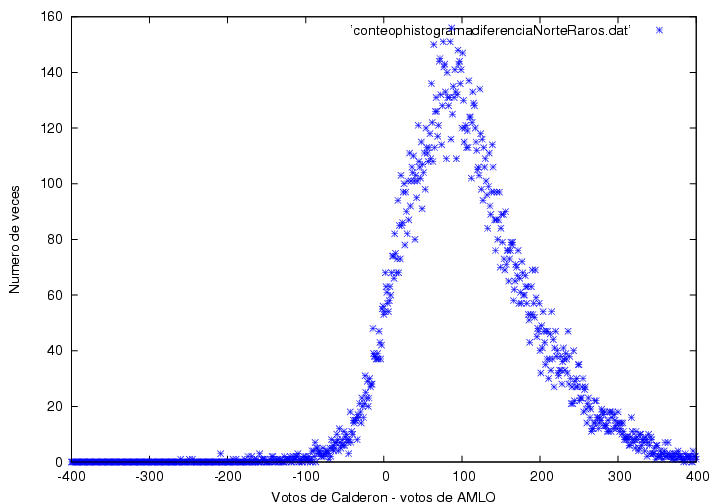 160
'conteophistogramadiferenciaNorteRaros.dat'
140
120
100
80
60
40
20
0
Numero de veces
-400 -300 -200 -100 0 100 200 300 400
Votos de Calderon - votos de AMLO